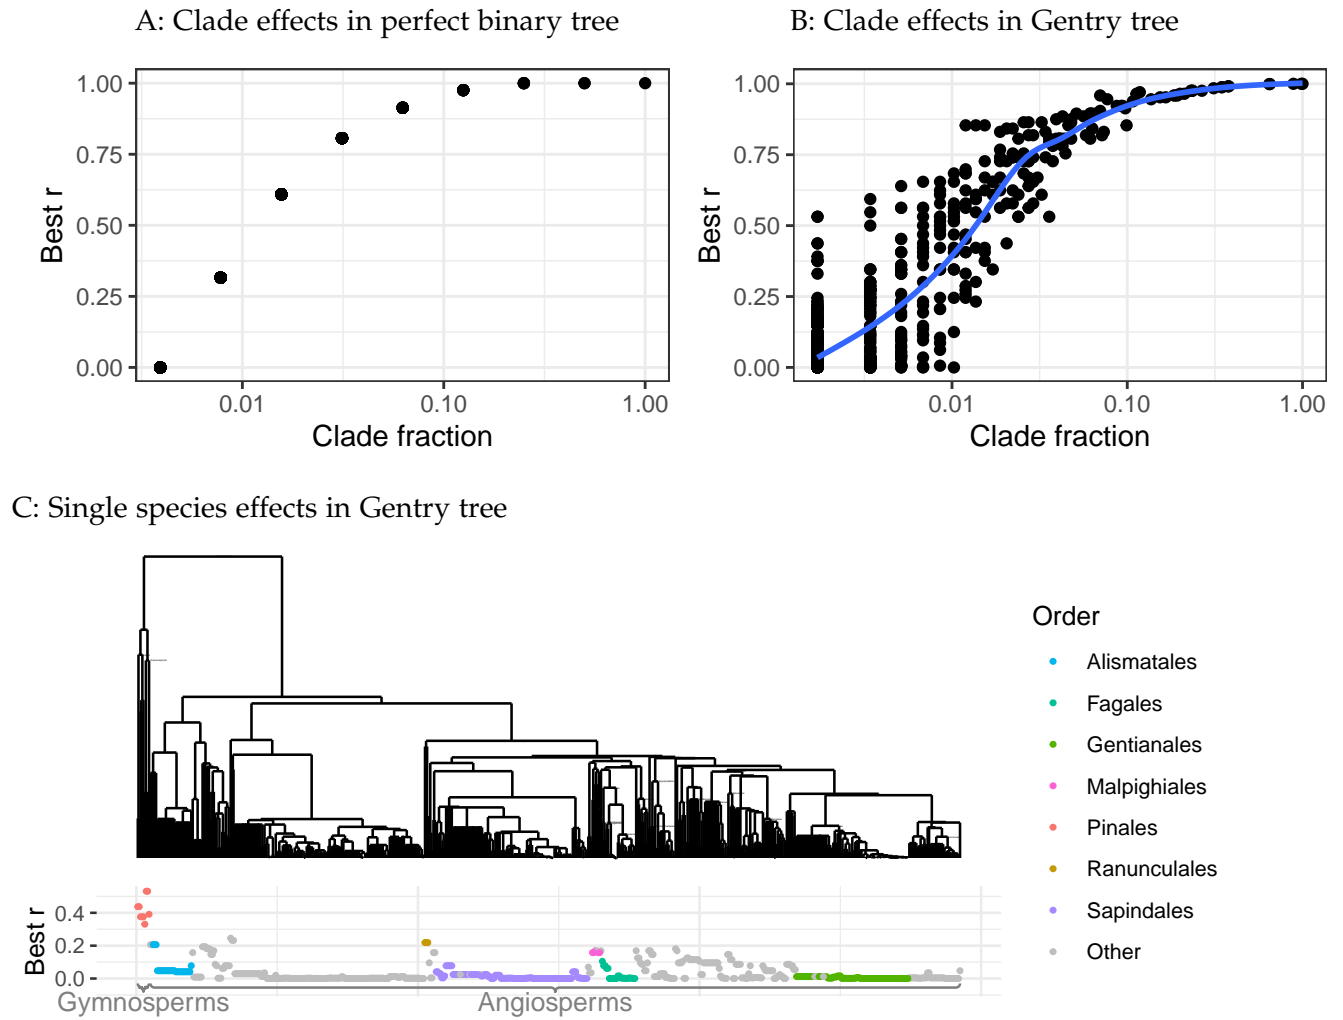 A: Clade effects in perfect binary tree
B: Clade effects in Gentry tree
1.00
0.75
0.50
0.25
0.00
Best r
0.01
0.10
1.00
Clade fraction
1.00
0.75
0.50
0.25
0.00
Best r
0.01
0.10
1.00
Clade fraction
C: Single species effects in Gentry tree
Order
Alismatales
Fagales
Gentianales
Malpighiales
Pinales
Ranunculales
Sapindales
Other
Best r
0.4
0.2
0.0
Gymnosperms
Angiosperms